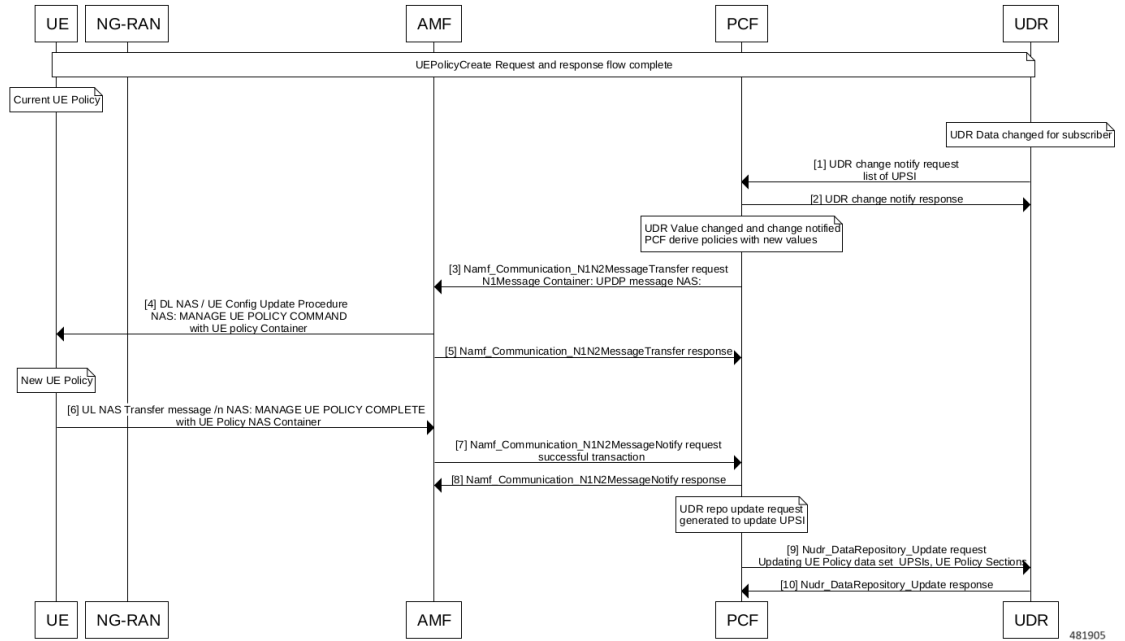 UE NG-RAN AMF PCF UDR
UEPolicyCreate Request and response flow complete
Current UE Policy
UDR Data changed for subscriber
[1] UDR change notify request
list of UPSI
[2] UDR change notify response
UDR Value changed and change notified
PCF derive policies with new values
[3] Namf_Communication_N1N2MessageTransfer request
N1Message Container: UPDP message NAS:
[4] DL NAS / UE Config Update Procedure
NAS: MANAGE UE POLICY COMMAND
with UE policy Container
[5] Namf_Communication_N1N2MessageTransfer response
New UE Policy
[6] UL NAS Transfer message /n NAS: MANAGE UE POLICY COMPLETE
with UE Policy NAS Container
[7] Namf_Communication_N1N2MessageNotify request
successful transaction
[8] Namf_Communication_N1N2MessageNotify response
UDR repo update request
generated to update UPSI
[9] Nudr_DataRepository_Update request
Updating UE Policy data set UPSIs, UE Policy Sections
[10] Nudr_DataRepository_Update response
UE NG-RAN AMF PCF UDR
481905